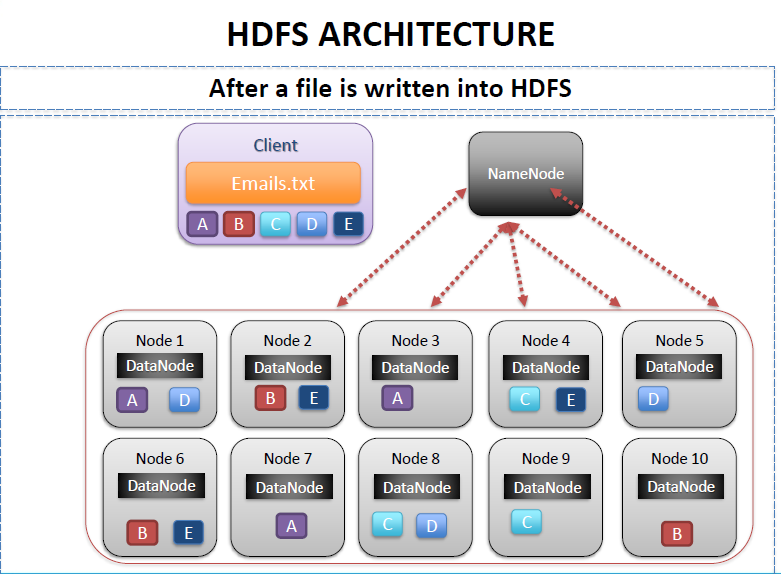 HDFS ARCHITECTURE
After a file is written into HDFS
Client
Emails.txt
A B C D E
NameNode
Node 1
DataNode
A D
Node 2
DataNode
B E
Node 3
DataNode
A
Node 4
DataNode
C E
Node 5
DataNode
D
Node 6
DataNode
B E
Node 7
DataNode
A
Node 8
DataNode
C D
Node 9
DataNode
C
Node 10
DataNode
B